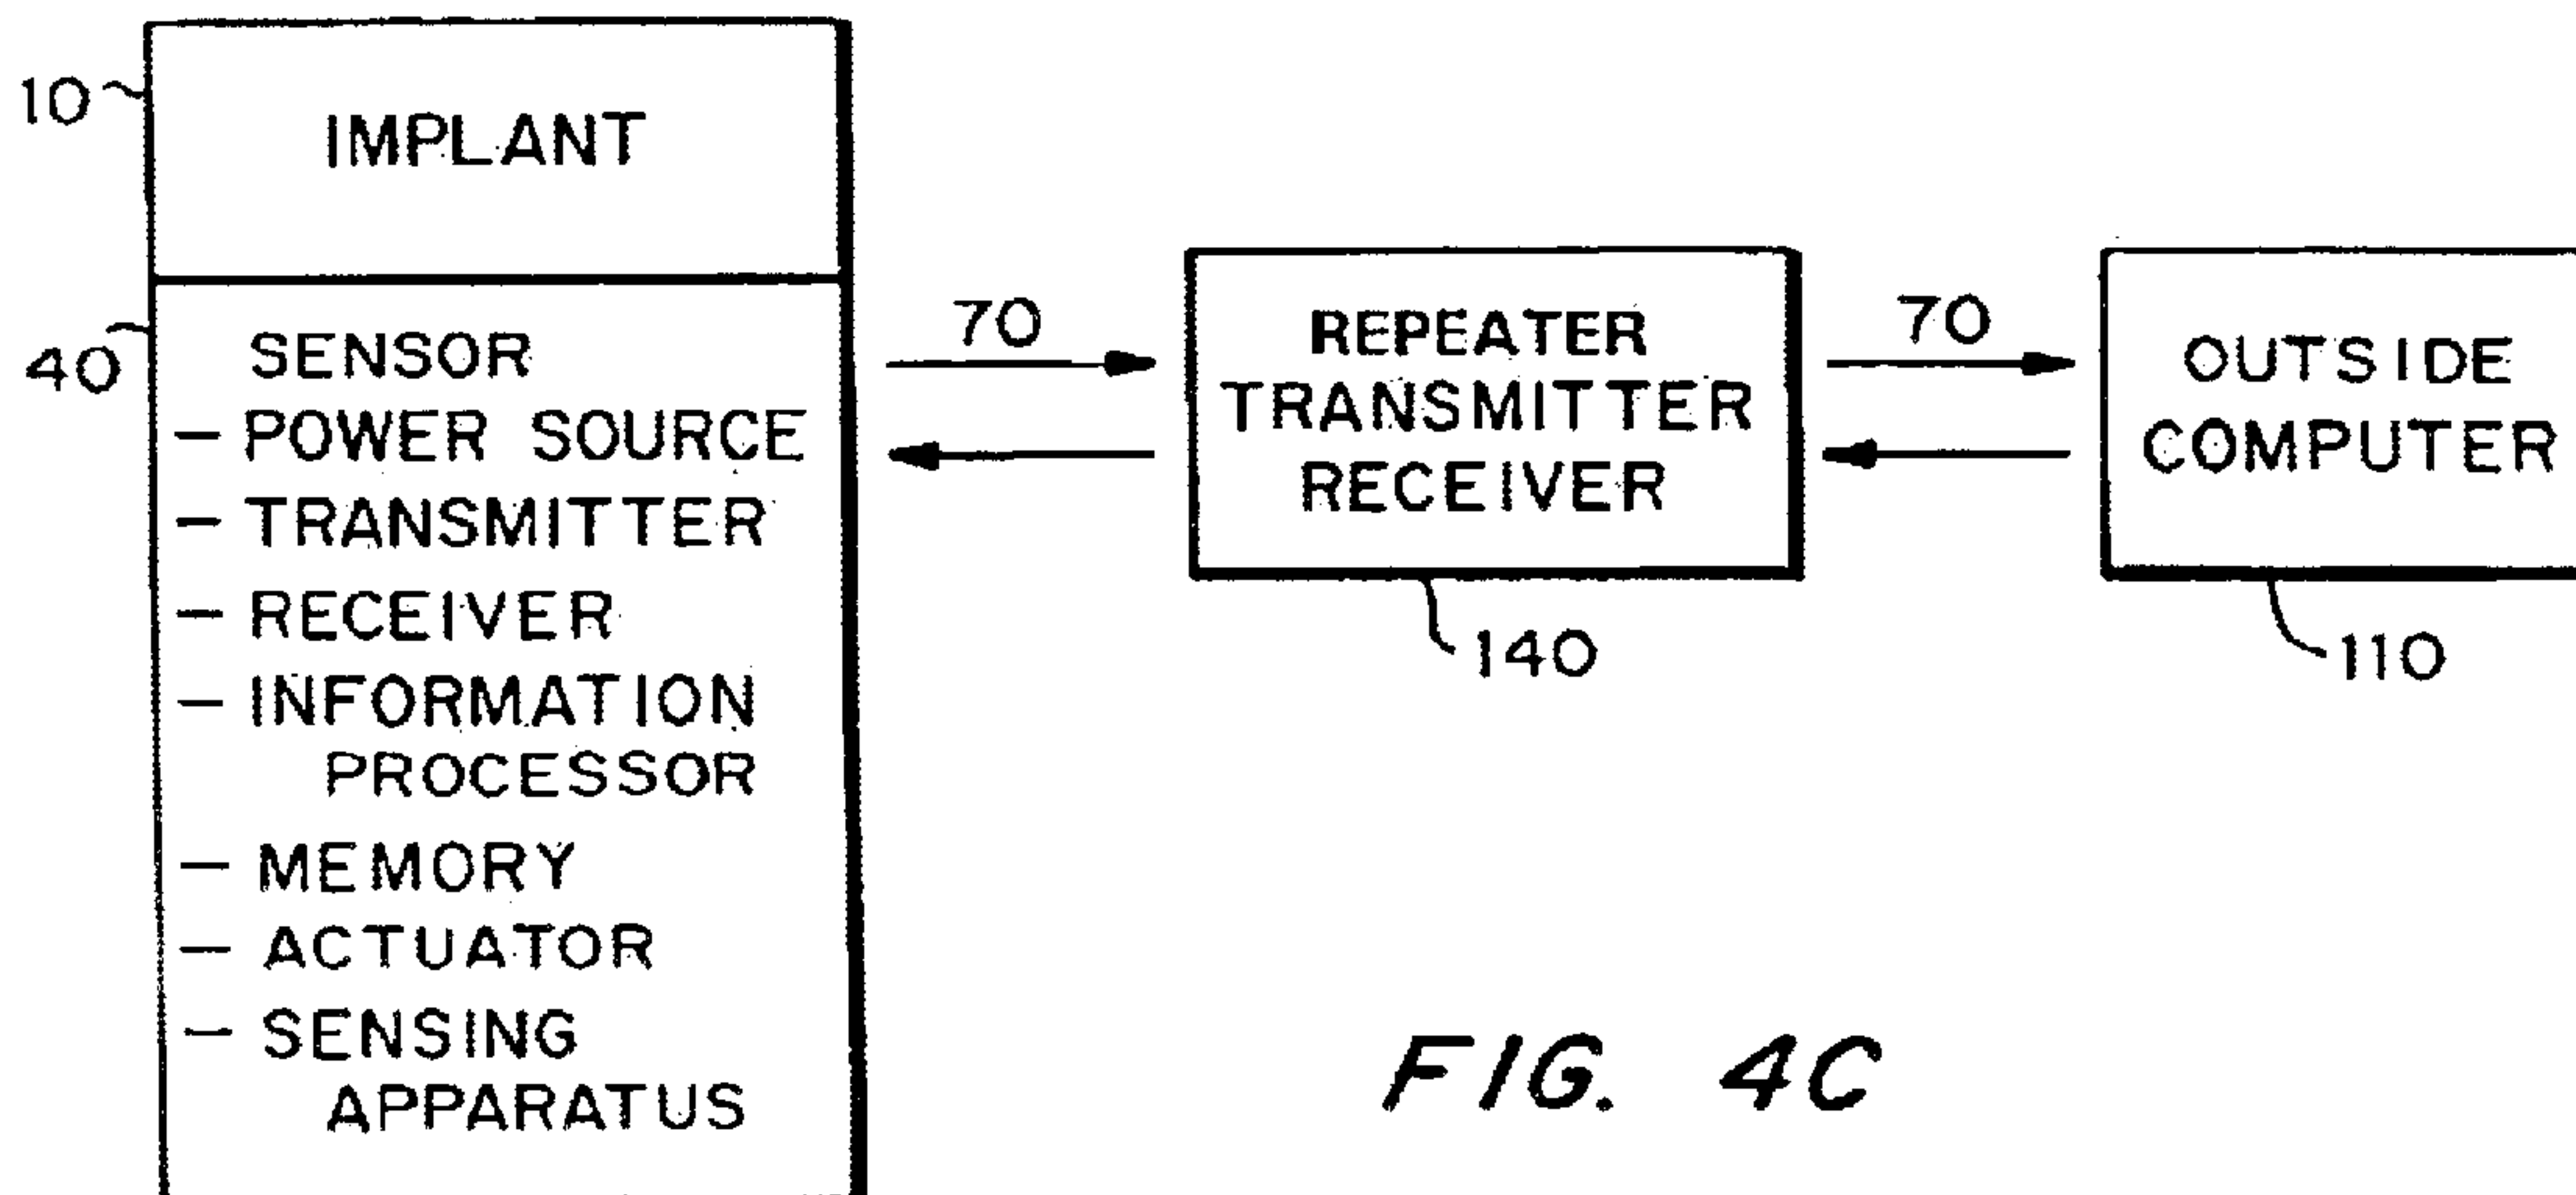 10
IMPLANT
40
SENSOR
- POWER SOURCE
- TRANSMITTER
- RECEIVER
- INFORMATION
PROCESSOR
- MEMORY
- ACTUATOR
- SENSING
APPARATUS
70
REPEATER
TRANSMITTER
RECEIVER
140
70
OUTSIDE
COMPUTER
110
FIG. 4C